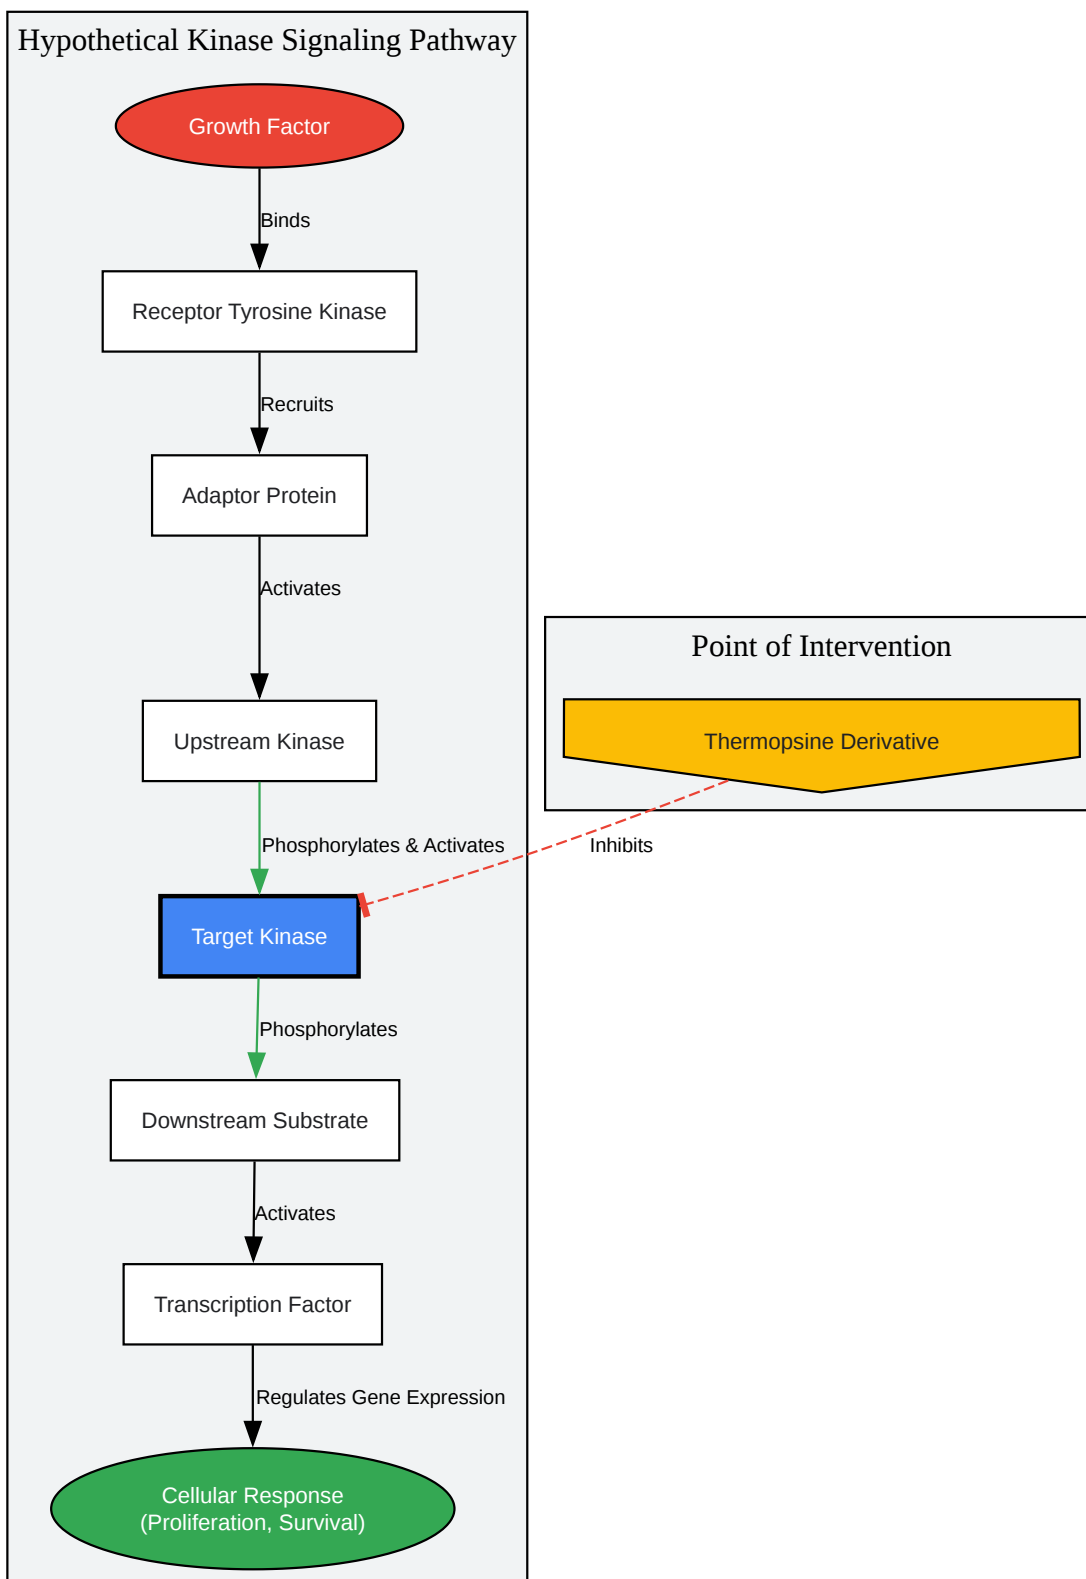 Hypothetical Kinase Signaling Pathway
Growth Factor
Binds
Receptor Tyrosine Kinase
Recruits
Adaptor Protein
Activates
Point of Intervention
Upstream Kinase
Thermopsine Derivative
Phosphorylates & Activates
Inhibits
Target Kinase
Phosphorylates
Downstream Substrate
Activates
Transcription Factor
Regulates Gene Expression
Cellular Response
(Proliferation, Survival)